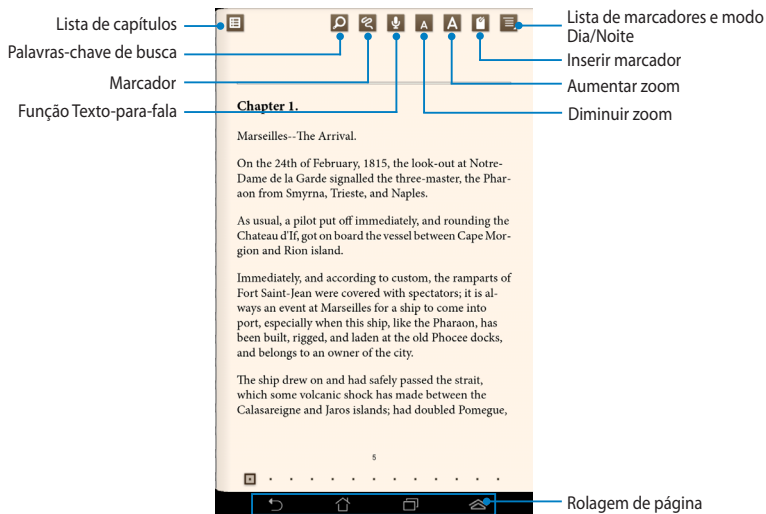 Lista de capítulos
Palavras-chave de busca
Marcador
Função Texto-para-fala
Lista de marcadores e modo
Dia/Noite
Inserir marcador
Aumentar zoom
Diminuir zoom
A A
Chapter 1.
Marseilles--The Arrival.
On the 24th of February, 1815, the look-out at Notre-
Dame de la Garde signalled the three-master, the Phar-
aon from Smyrna, Trieste, and Naples.
As usual, a pilot put off immediately, and rounding the
Chateau d'If, got on board the vessel between Cape Mor-
gion and Rion island.
Immediately, and according to custom, the ramparts of
Fort Saint-Jean were covered with spectators; it is al-
ways an event at Marseilles for a ship to come into
port, especially when this ship, like the Pharaon, has
been built, rigged, and laden at the old Phocee docks,
and belongs to an owner of the city.
The ship drew on and had safely passed the strait,
which some volcanic shock has made between the
Calasareigne and Jaros islands; had doubled Pomegue,
5
Rolagem de página